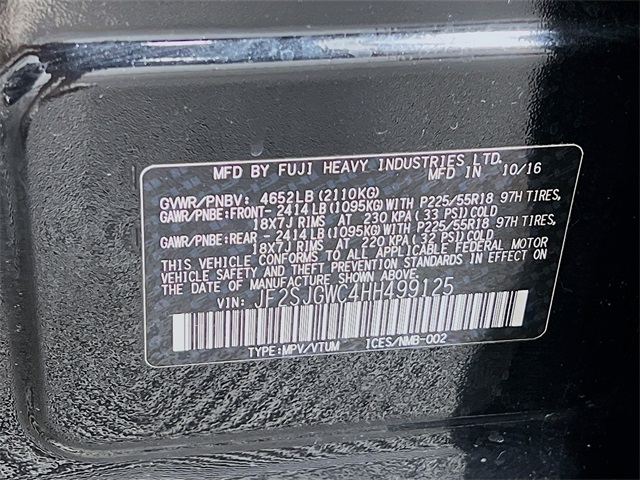 MFD BY FUJI HEAVY INDUSTRIES LTD.
MFD IN 10/16
GVWR/PNBV: 4652LB(2110KG)
GAWR/PNBE:FRONT- 2414LB(1095KG)WITH P225/55R18 97H TIRES,
18X7J RIMS AT 230 KPA(33 PSI)COLD
GAWR/PNBE:REAR -2414LB(1095KG)WITH P225/55R18 97H TIRES,
18X7J RIMS AT 220 KPA(32 PSI)COLD
THIS VEHICLE CONFORMS TO ALL APPLICABLE FEDERAL MOTOR
VEHICLE SAFETY AND THEFT PREVENTION STANDARDS IN EFFECT
ON THE DATE OF MANUFACTURE SHOWN ABOVE.
VIN: JF2SJGWC4HH499125
TYPE:MPV/VTUM ICES/NMB-002